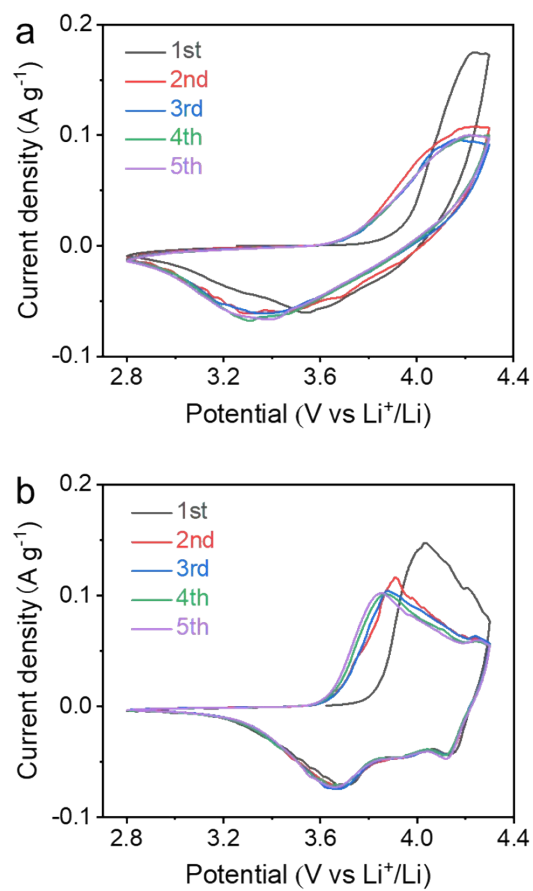 a
0.2
0.1
0.0
-0.1
Current density (A g⁻¹)
1st
2nd
3rd
4th
5th
2.8 3.2 3.6 4.0 4.4
Potential (V vs Li⁺/Li)
b
0.2
0.1
0.0
-0.1
Current density (A g⁻¹)
1st
2nd
3rd
4th
5th
2.8 3.2 3.6 4.0 4.4
Potential (V vs Li⁺/Li)